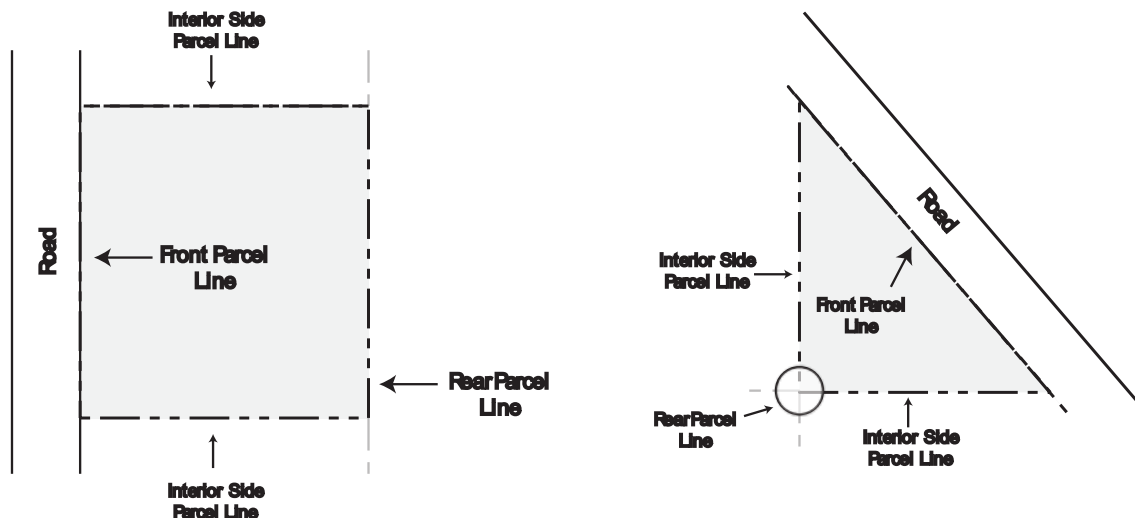 Interior Side
Parcel Line
Road
Front Parcel
Line
Rear Parcel
Line
Interior Side
Parcel Line
Road
Interior Side
Parcel Line
Front Parcel
Line
Rear Parcel
Line
Interior Side
Parcel Line